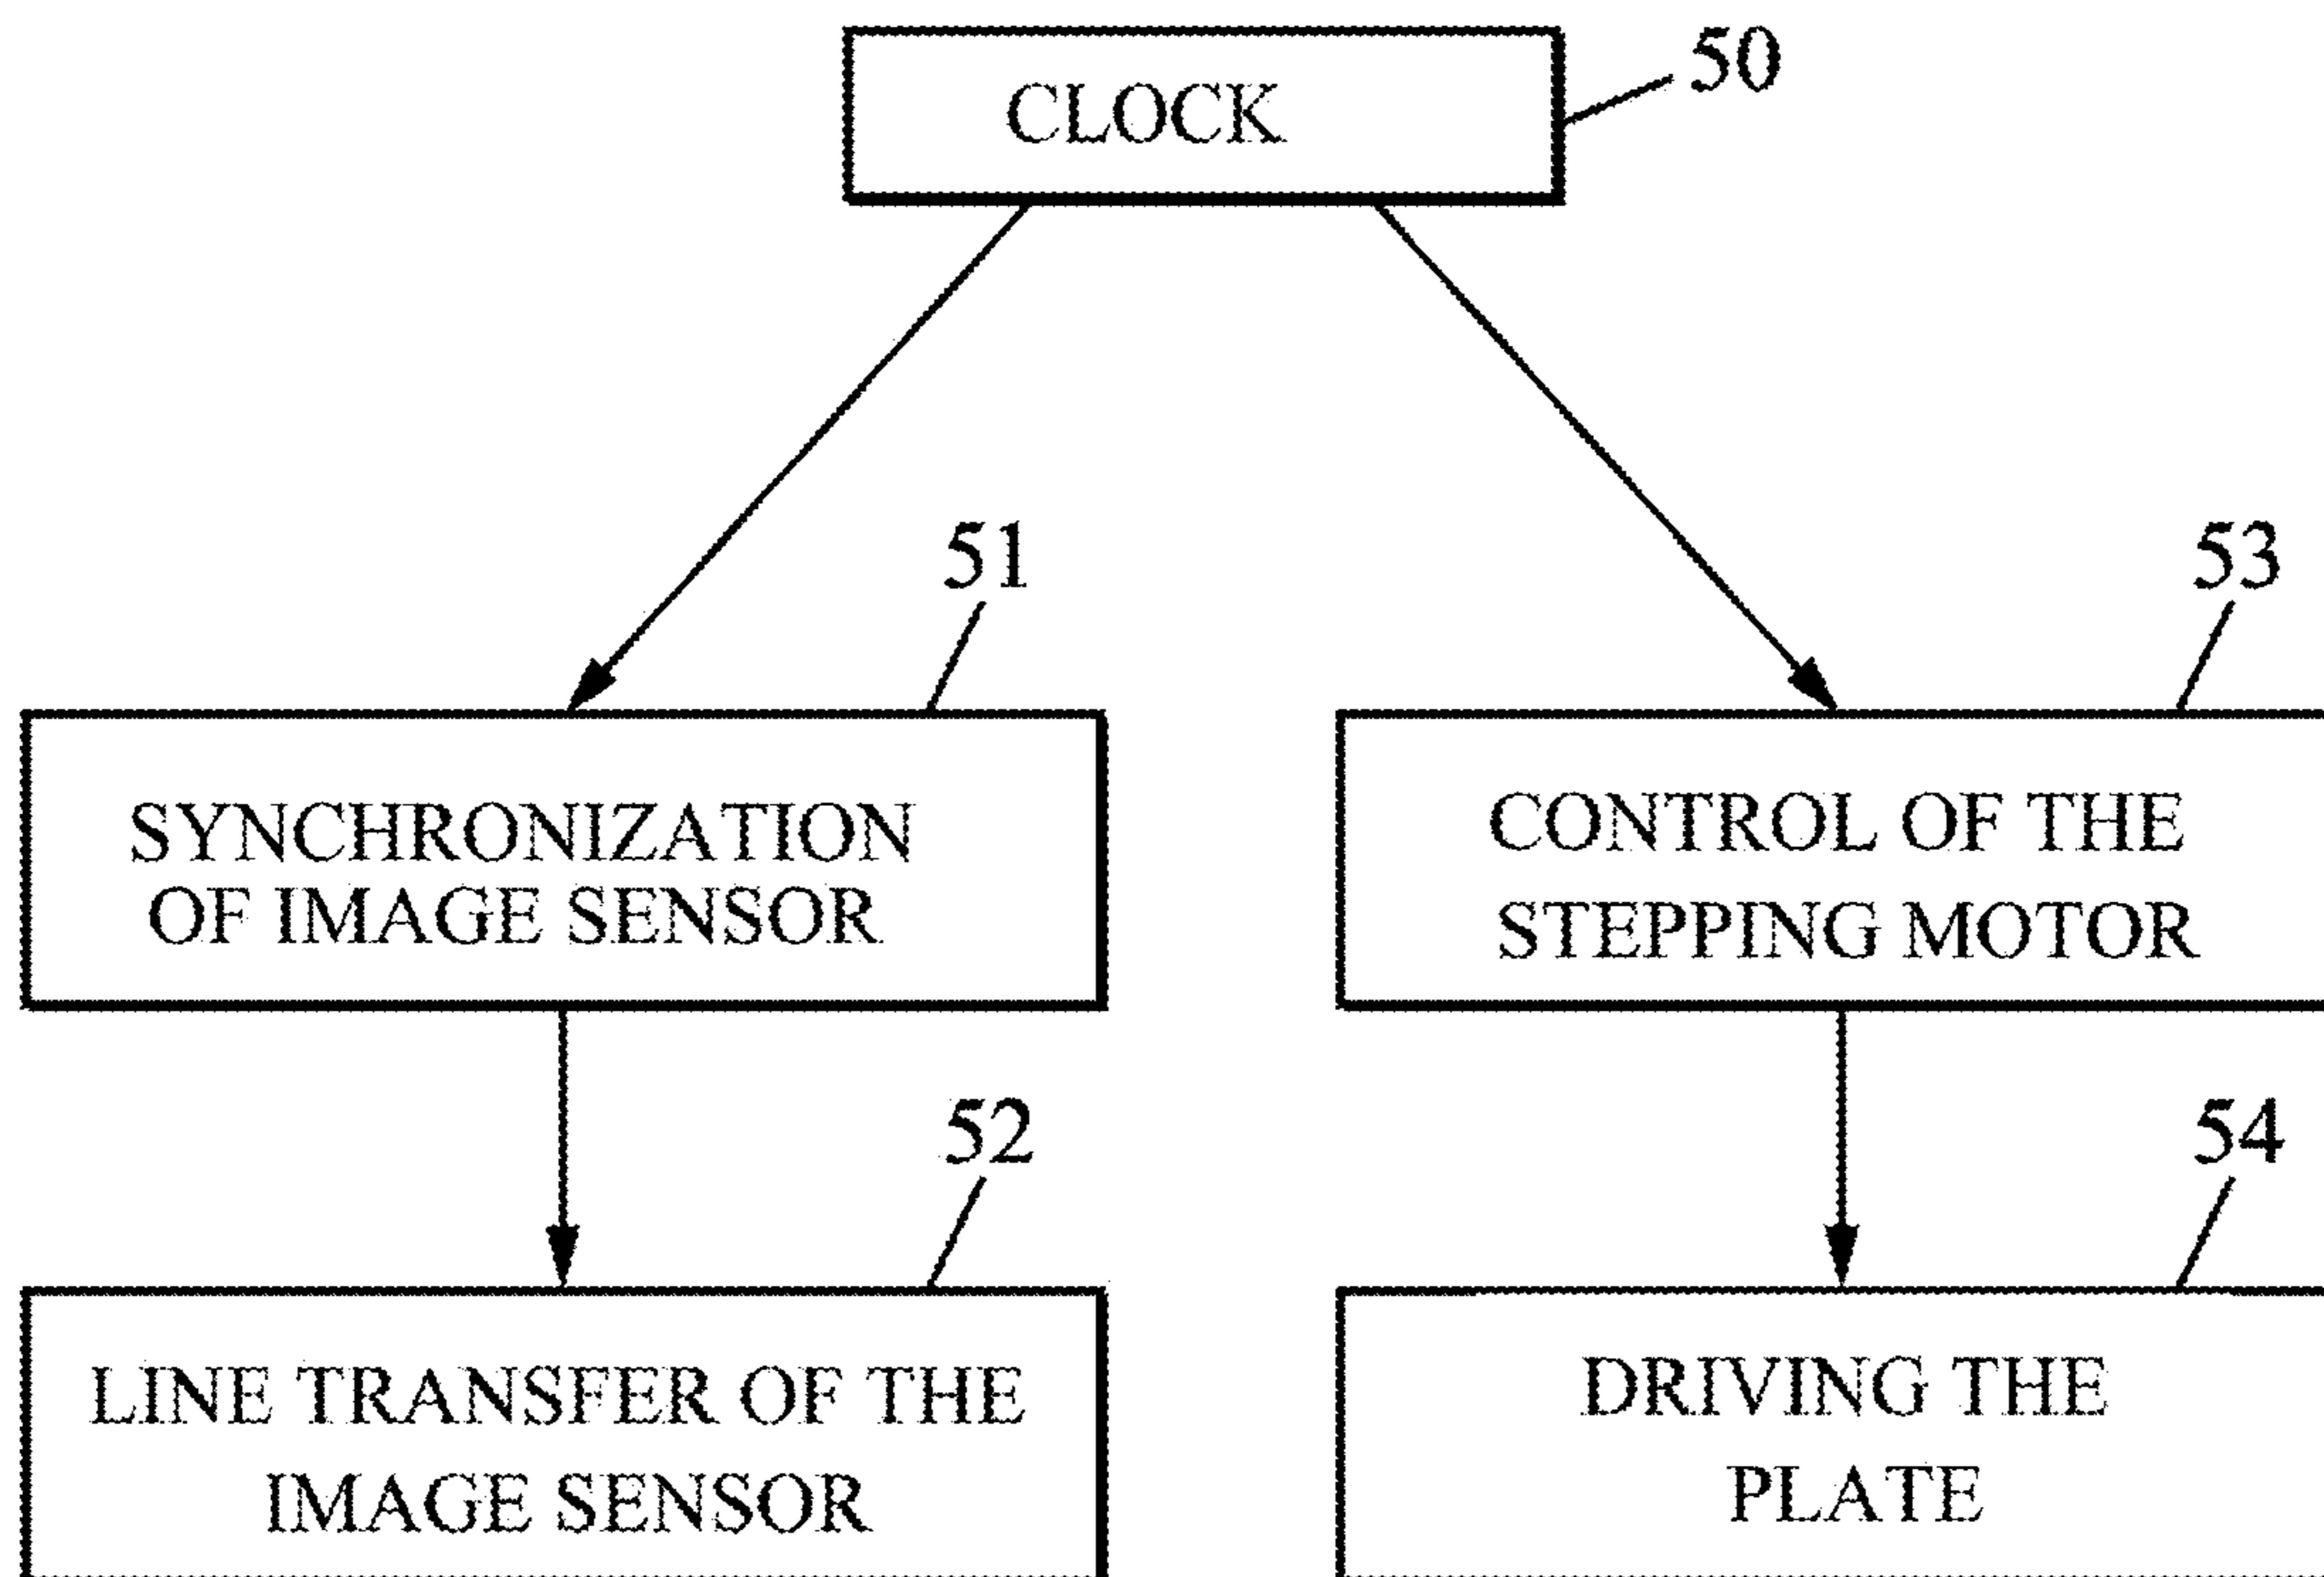 CLOCK
50
51
53
SYNCHRONIZATION
OF IMAGE SENSOR
CONTROL OF THE
STEPPING MOTOR
52
54
LINE TRANSFER OF THE
IMAGE SENSOR
DRIVING THE
PLATE